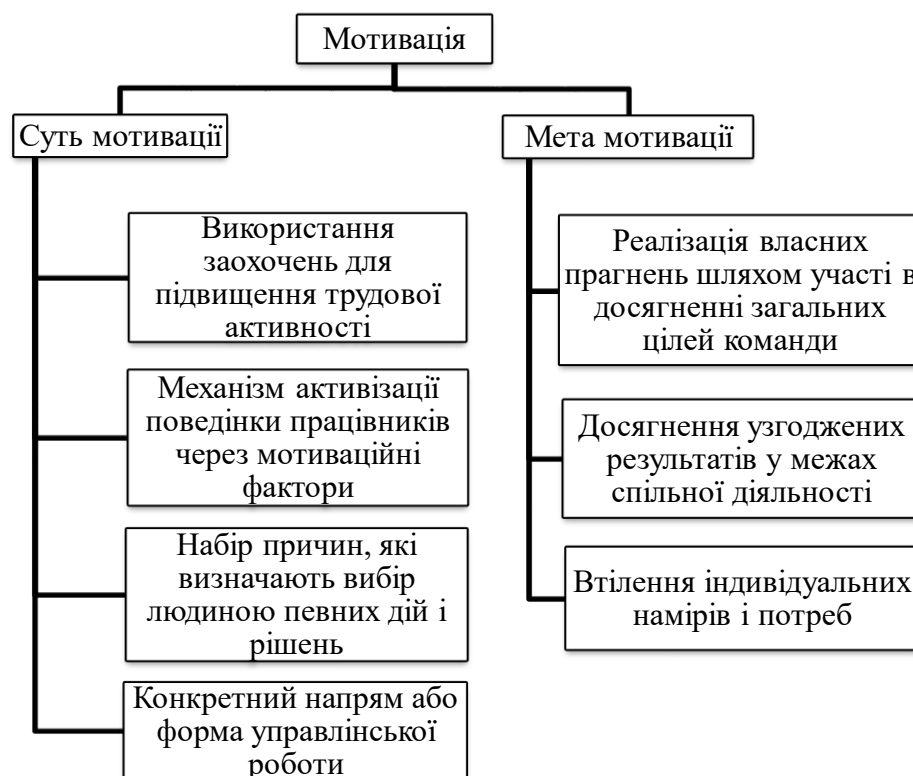 Мотивація
Суть мотивації
Використання
заохочень для
підвищення трудової
активності
Механізм активізації
поведінки працівників
через мотиваційні
фактори
Набір причин, які
визначають вибір
людиною певних дій і
рішень
Конкретний напрям або
форма управлінської
роботи
Мета мотивації
Реалізація власних
прагнень шляхом участі в
досягненні загальних
цілей команди
Досягнення узгоджених
результатів у межах
спільної діяльності
Втілення індивідуальних
намірів і потреб